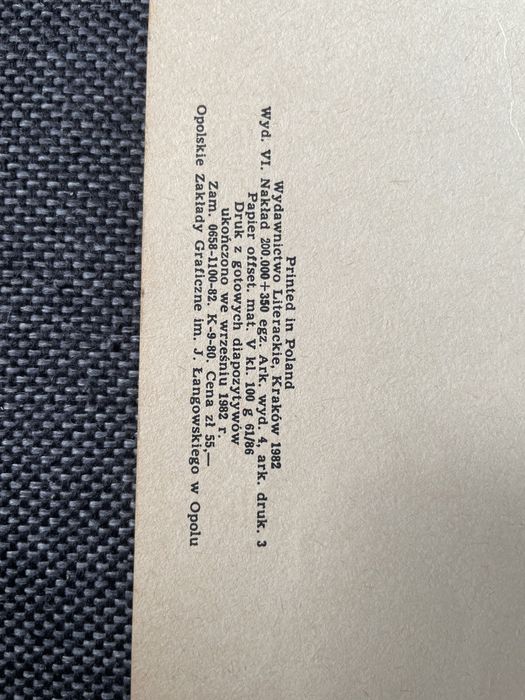 Printed in Poland
Wydawnictwo Literackie, Kraków 1982
Wyd. VI. Nakład 200.000+350 egz. Ark. wyd. 4, ark. druk. 3
Papier offset. mat. V kl. 100 g 61/86
Druk z gotowych diapozytywów
ukończono we wrześniu 1982 r.
Zam. 0658-1100-82. K-9-80. Cena zł 55,—
Opolskie Zakłady Graficzne im. J. Łangowskiego w Opolu